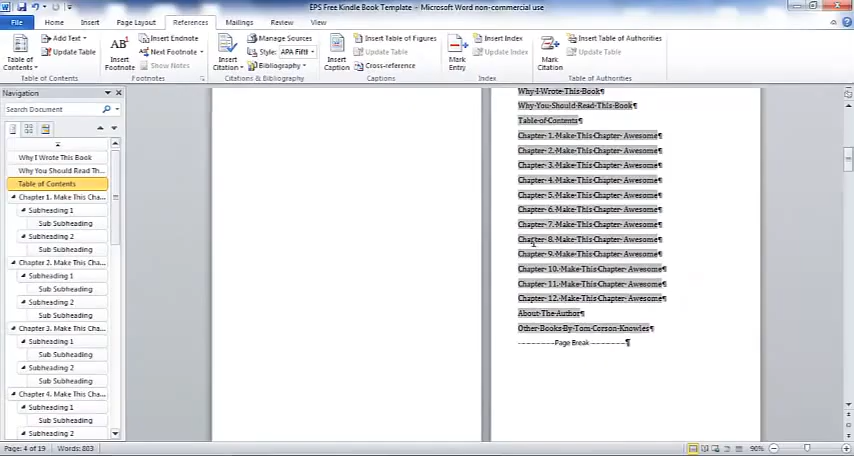 EPS Free Kindle Book Template - Microsoft Word non-commercial use
File Home Insert Page Layout References Mailings Review View
Table of Contents
Add Text
Update Table
Table of Contents
AB¹
Insert Footnote
Insert Endnote
Next Footnote
Show Notes
Footnotes
Insert Citation
Manage Sources
Style: APA Fifth
Bibliography
Citations & Bibliography
Insert Caption
Insert Table of Figures
Update Table
Cross-reference
Captions
Mark Entry
Insert Index
Update Index
Index
Mark Citation
Insert Table of Authorities
Update Table
Table of Authorities
Navigation
Search Document
Why I Wrote This Book
Why You Should Read Th...
Table of Contents
Chapter 1. Make This Cha...
Subheading 1
Sub Subheading
Subheading 2
Sub Subheading
Chapter 2. Make This Cha...
Subheading 1
Sub Subheading
Subheading 2
Sub Subheading
Chapter 3. Make This Cha...
Subheading 1
Sub Subheading
Subheading 2
Sub Subheading
Chapter 4. Make This Cha...
Subheading 1
Sub Subheading
Subheading 2
Why·I·Wrote·This·Book¶
Why·You·Should·Read·This·Book¶
Table·of·Contents¶
Chapter·1.·Make·This·Chapter·Awesome¶
Chapter·2.·Make·This·Chapter·Awesome¶
Chapter·3.·Make·This·Chapter·Awesome¶
Chapter·4.·Make·This·Chapter·Awesome¶
Chapter·5.·Make·This·Chapter·Awesome¶
Chapter·6.·Make·This·Chapter·Awesome¶
Chapter·7.·Make·This·Chapter·Awesome¶
Chapter·8.·Make·This·Chapter·Awesome¶
Chapter·9.·Make·This·Chapter·Awesome¶
Chapter·10.·Make·This·Chapter·Awesome¶
Chapter·11.·Make·This·Chapter·Awesome¶
Chapter·12.·Make·This·Chapter·Awesome¶
About·The·Author¶
Other·Books·By·Tom·Corson-Knowles¶
Page Break ¶
Page: 4 of 19 Words: 803 90%